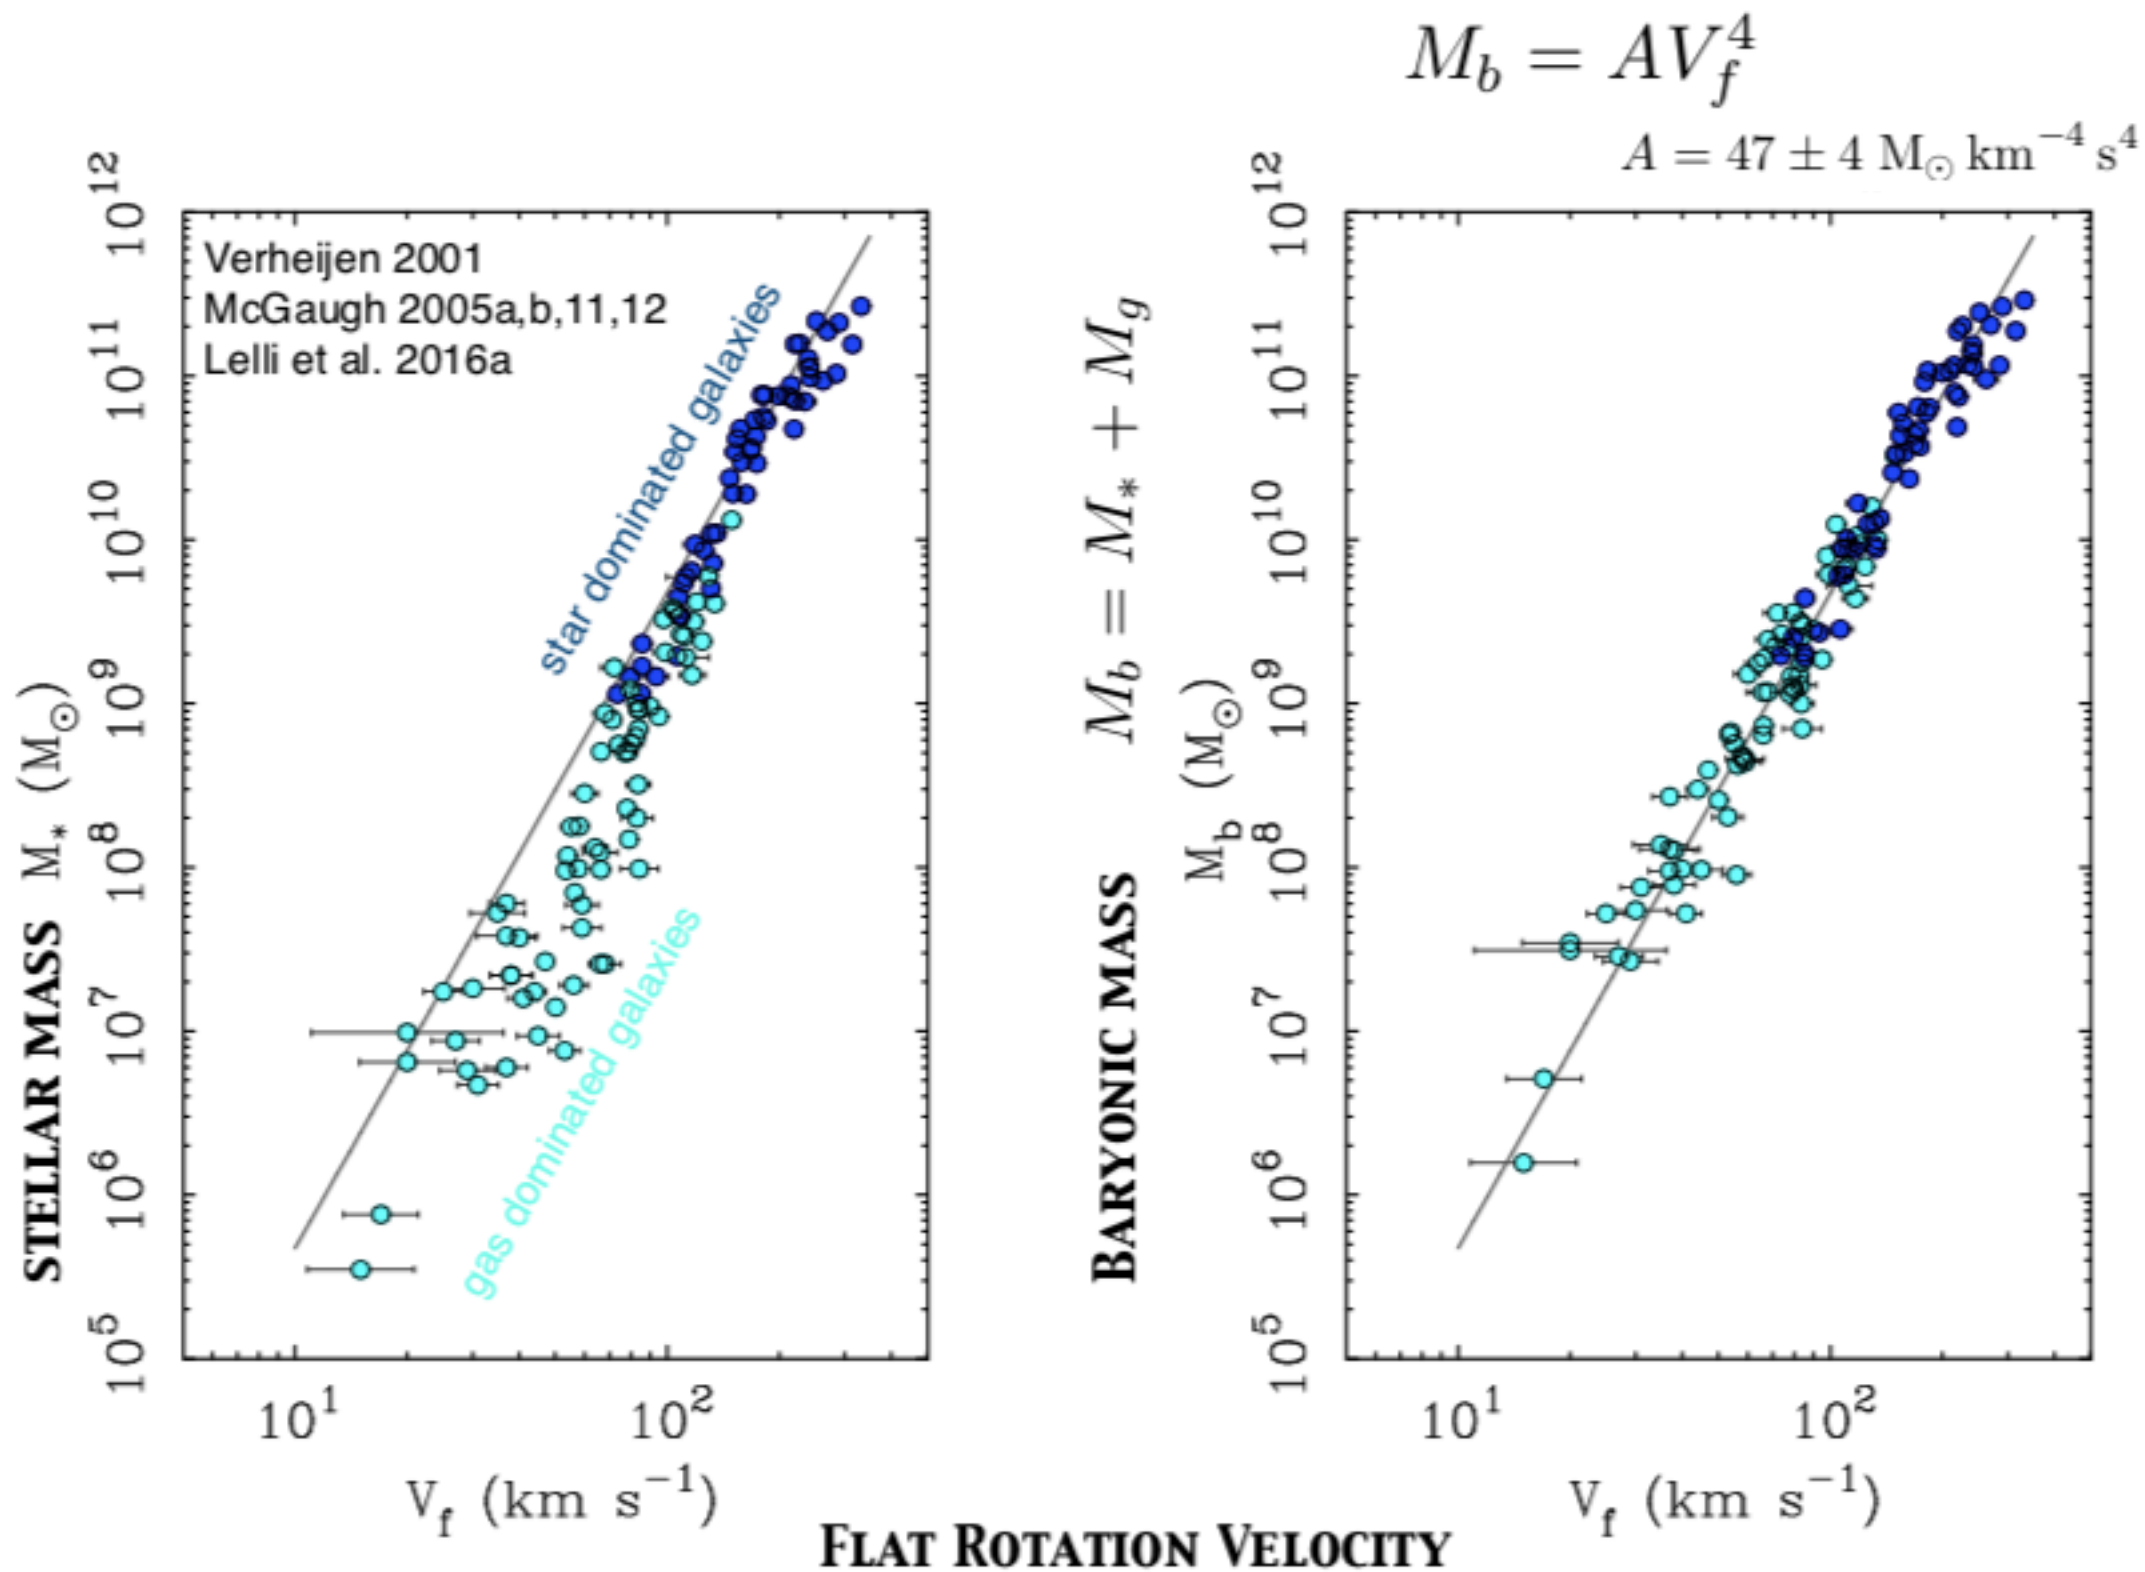 M_b = AV_f^4
A = 47 ± 4 M_⊙ km^−4 s^4
Verheijen 2001
McGaugh 2005a,b,11,12
Lelli et al. 2016a
star dominated galaxies
gas dominated galaxies
STELLAR MASS M_* (M_⊙)
10^12
10^11
10^10
10^9
10^8
10^7
10^6
10^5
10^1
10^2
V_f (km s^−1)
M_b = M_* + M_g
BARYONIC MASS
M_b (M_⊙)
10^12
10^11
10^10
10^9
10^8
10^7
10^6
10^5
10^1
10^2
V_f (km s^−1)
FLAT ROTATION VELOCITY